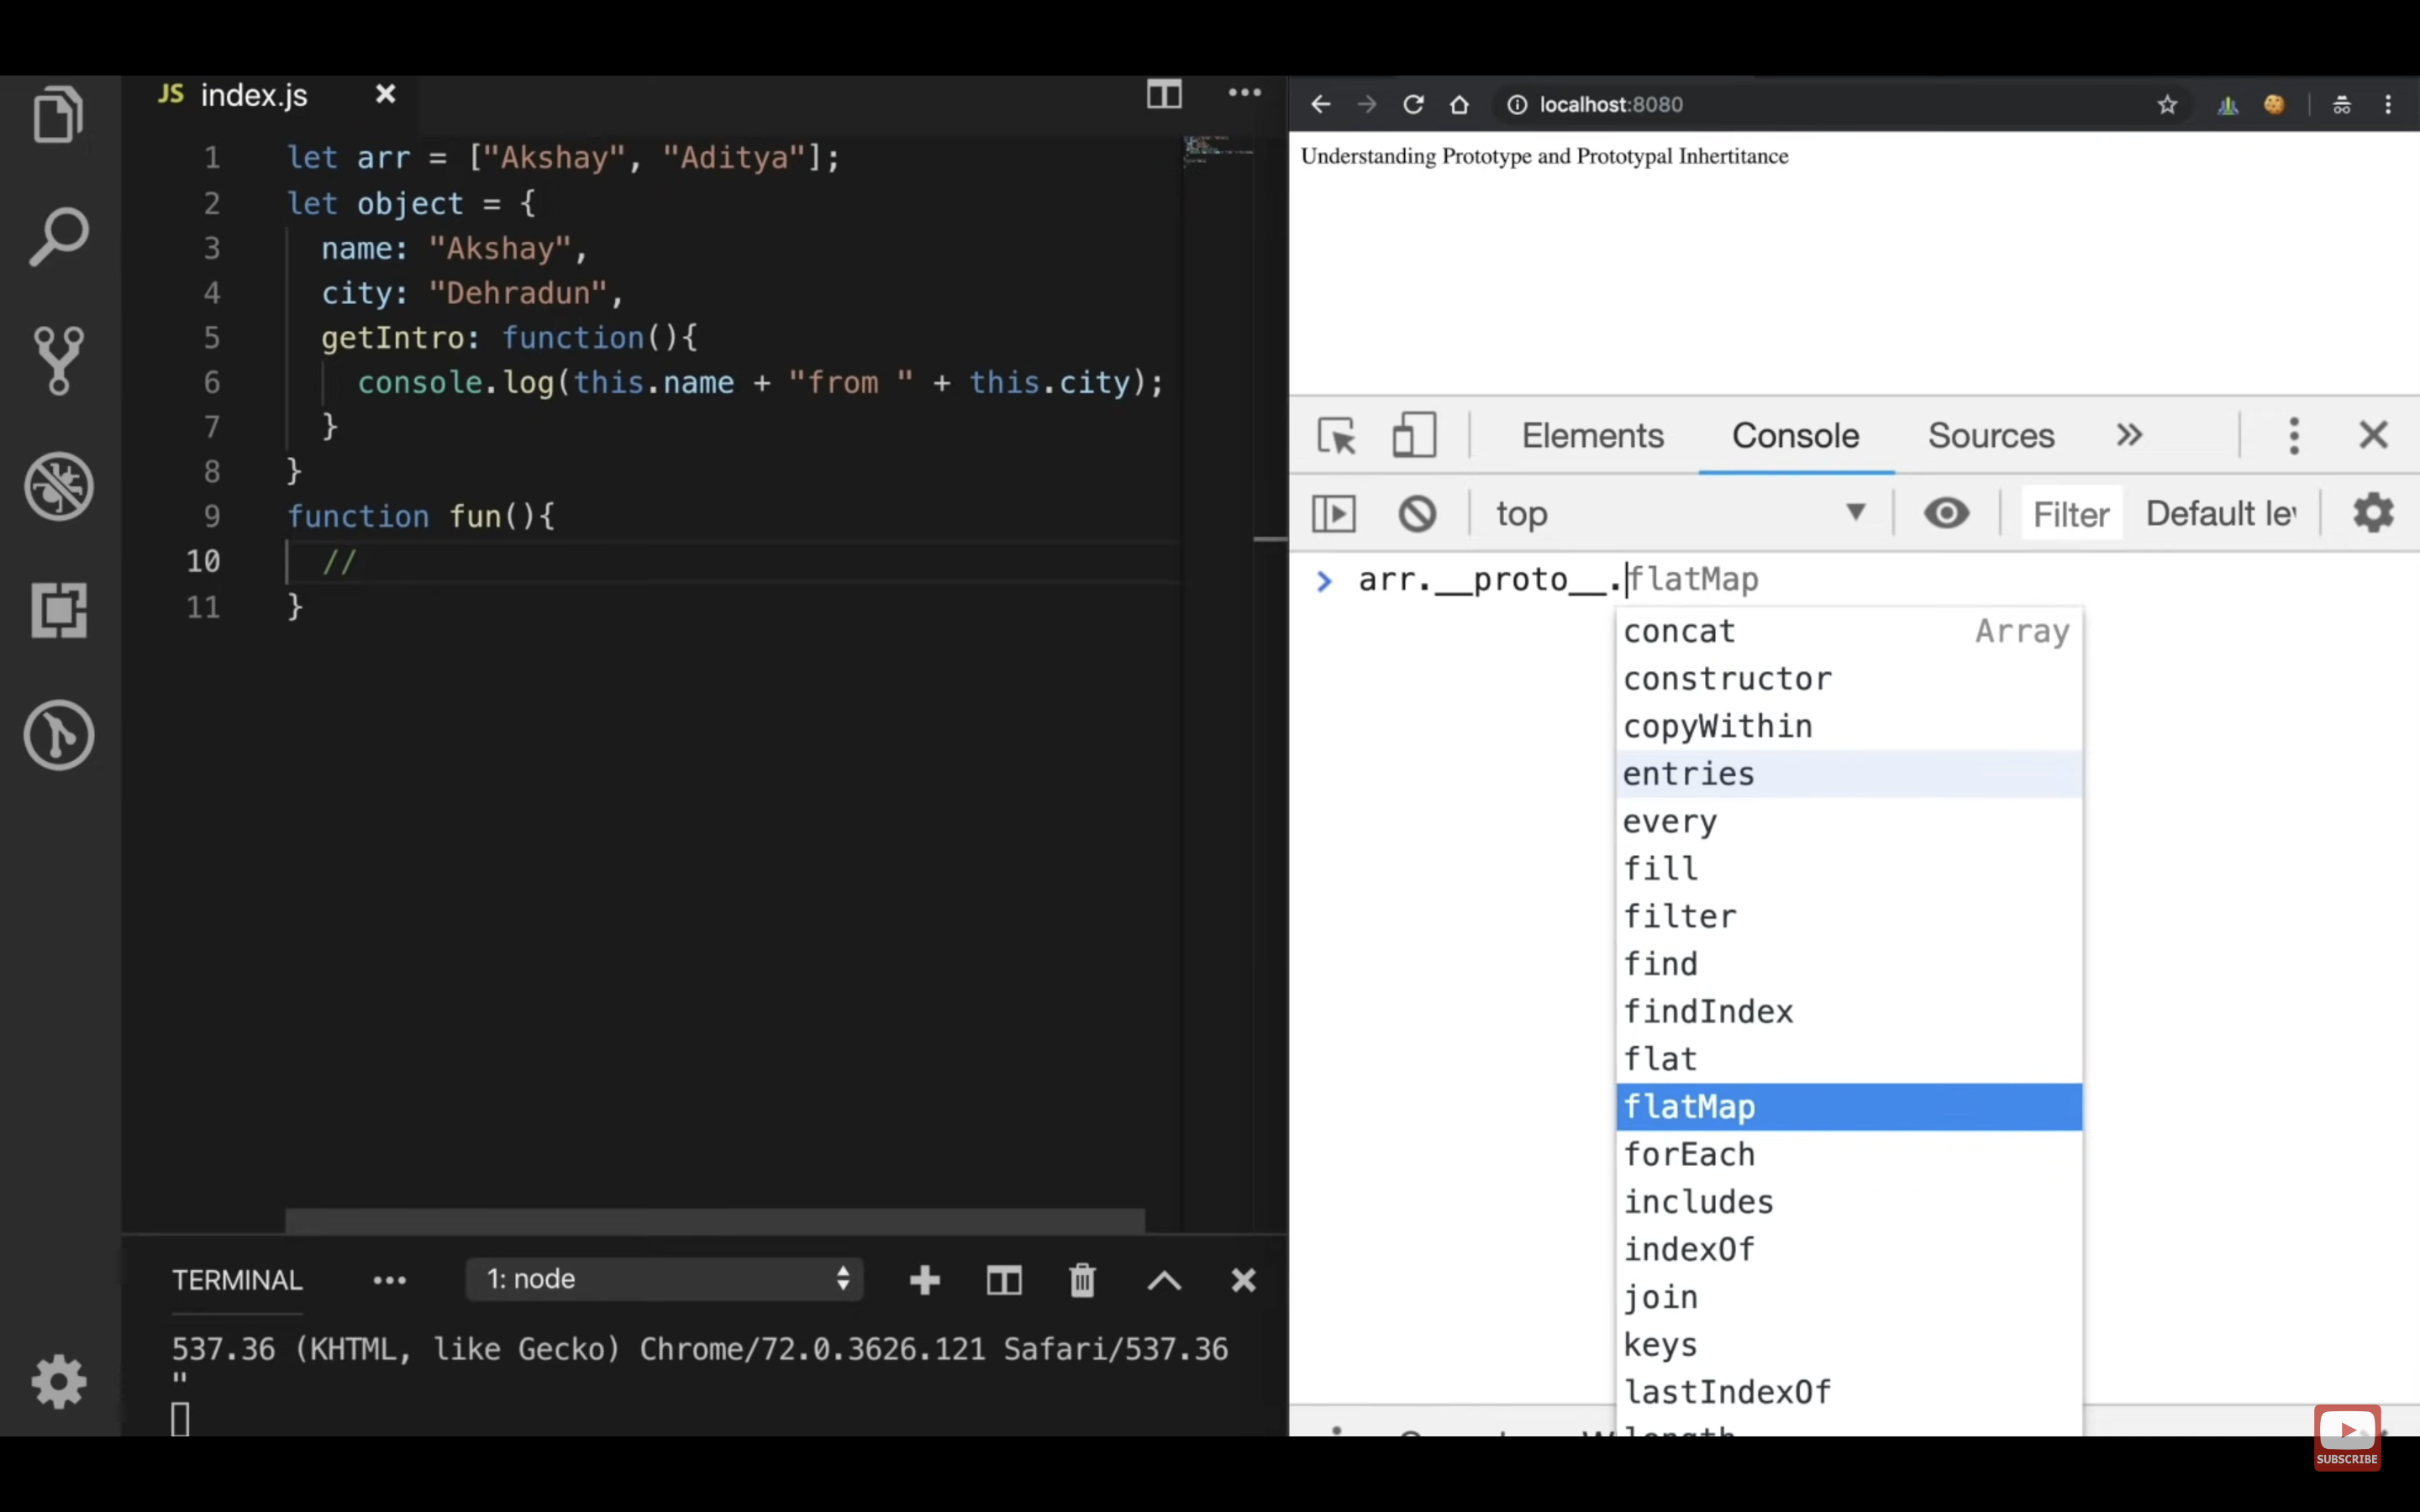 JS index.js
1 let arr = ["Akshay", "Aditya"];
2 let object = {
3 name: "Akshay",
4 city: "Dehradun",
5 getIntro: function(){
6 console.log(this.name + "from " + this.city);
7 }
8 }
9 function fun(){
10 //
11 }
TERMINAL
1: node
537.36 (KHTML, like Gecko) Chrome/72.0.3626.121 Safari/537.36
"
localhost:8080
Understanding Prototype and Prototypal Inhertitance
Elements Console Sources
top Filter Default le
> arr.__proto__.flatMap
concat Array
constructor
copyWithin
entries
every
fill
filter
find
findIndex
flat
flatMap
forEach
includes
indexOf
join
keys
lastIndexOf
length
SUBSCRIBE